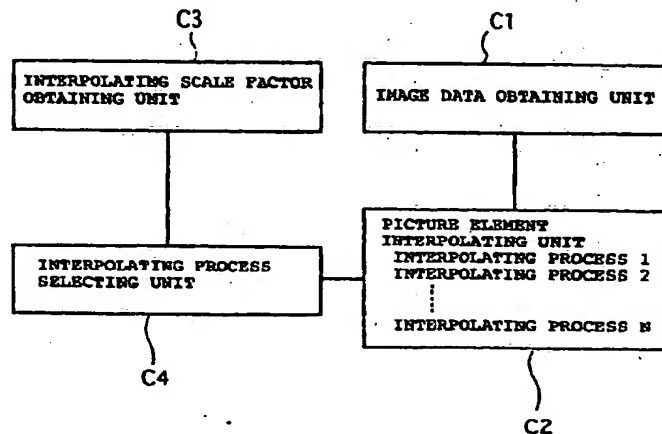 C3
C1
INTERPOLATING SCALE FACTOR
OBTAINING UNIT
IMAGE DATA OBTAINING UNIT
INTERPOLATING PROCESS
SELECTING UNIT
PICTURE ELEMENT
INTERPOLATING UNIT
INTERPOLATING PROCESS 1
INTERPOLATING PROCESS 2
INTERPOLATING PROCESS N
C4
C2